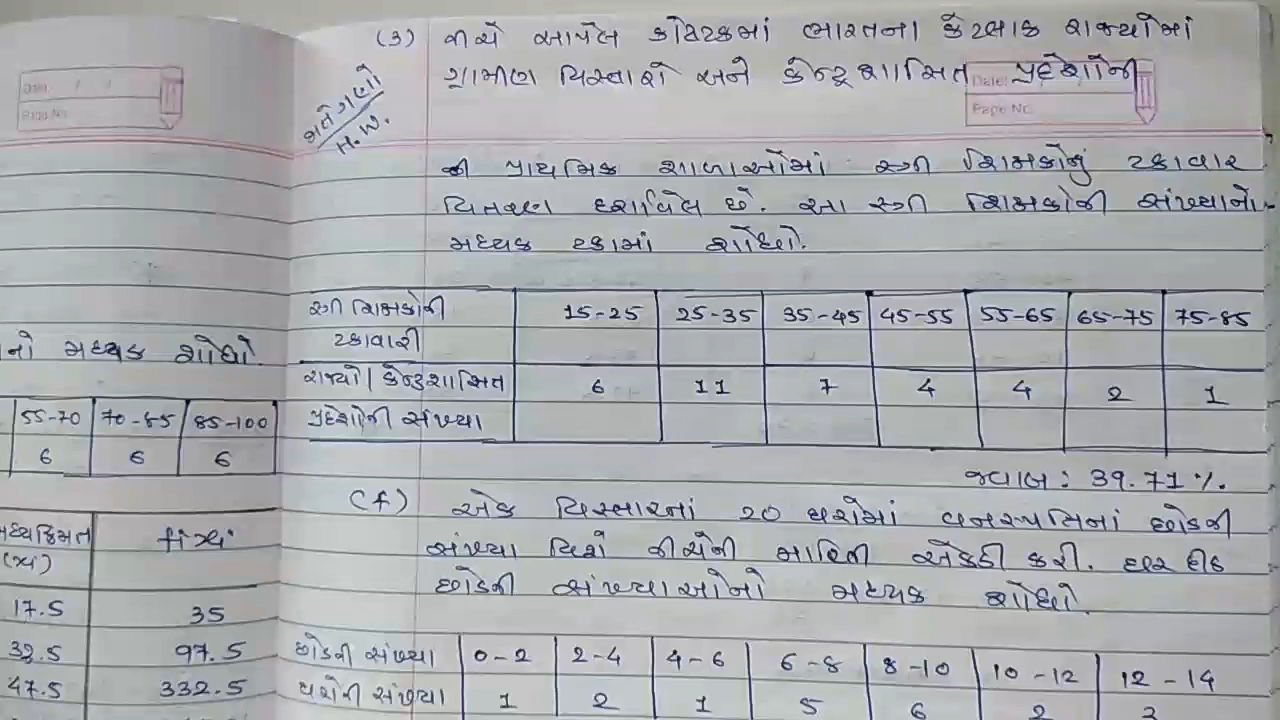 Date: / /
Page No.
નો મધ્યક શોધો.
55-70 70-85 85-100
6 6 6
મધ્યકિંમત (xi) fixi
17.5 35
32.5 97.5
47.5 332.5
(3) નીચે આપેલ કોષ્ટકમાં ભારતના કેટલાક રાજ્યોમાં
ગ્રામીણ વિસ્તારો અને કેન્દ્રશાસિત પ્રદેશોની
Date:
Page No.
જાતે ગણો
H.W.
ની પ્રાથમિક શાળાઓમાં સ્ત્રી શિક્ષકોનું ટકાવાર
વિતરણ દર્શાવેલ છે. આ સ્ત્રી શિક્ષકોની સંખ્યાનો
મધ્યક ટકામાં શોધો.
સ્ત્રી શિક્ષકોની ટકાવારી 15-25 25-35 35-45 45-55 55-65 65-75 75-85
રાજ્યો/કેન્દ્રશાસિત પ્રદેશોની સંખ્યા 6 11 7 4 4 2 1
જવાબ : 39.71 %.
(4) એક વિસ્તારનાં 20 ઘરોમાં વનસ્પતિનાં છોડની
સંખ્યા વિશે નીચેની માહિતી એકઠી કરી. ઘર દીઠ
છોડની સંખ્યાઓનો મધ્યક શોધો.
છોડની સંખ્યા 0-2 2-4 4-6 6-8 8-10 10-12 12-14
ઘરોની સંખ્યા 1 2 1 5 6 2 3